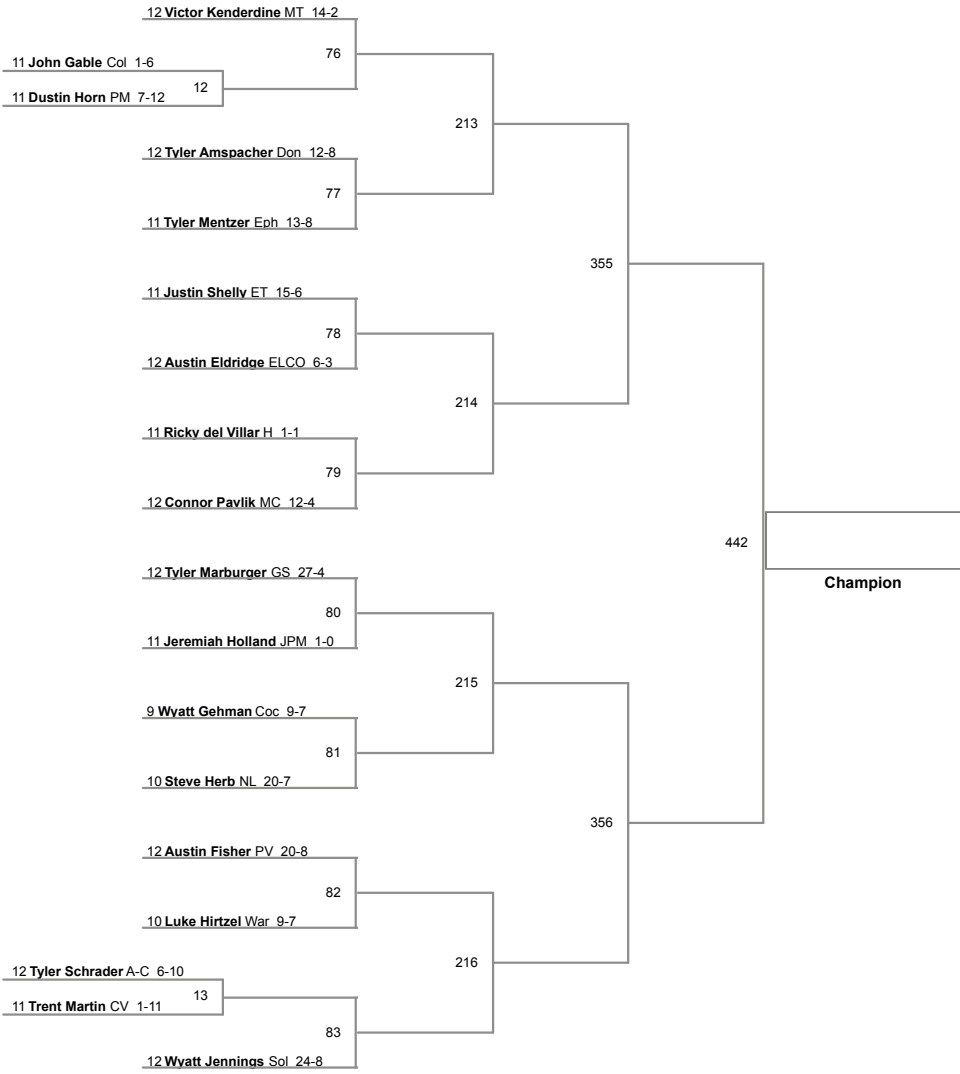 12 Victor Kenderdine MT 14-2
76
11 John Gable Col 1-6
12
11 Dustin Horn PM 7-12
213
12 Tyler Amspacher Don 12-8
77
11 Tyler Mentzer Eph 13-8
355
11 Justin Shelly ET 15-6
78
12 Austin Eldridge ELCO 6-3
214
11 Ricky del Villar H 1-1
79
12 Connor Pavlik MC 12-4
442
12 Tyler Marburger GS 27-4
Champion
80
11 Jeremiah Holland JPM 1-0
215
9 Wyatt Gehman Coc 9-7
81
10 Steve Herb NL 20-7
356
12 Austin Fisher PV 20-8
82
10 Luke Hirtzel War 9-7
216
12 Tyler Schrader A-C 6-10
13
11 Trent Martin CV 1-11
83
12 Wyatt Jennings Sol 24-8